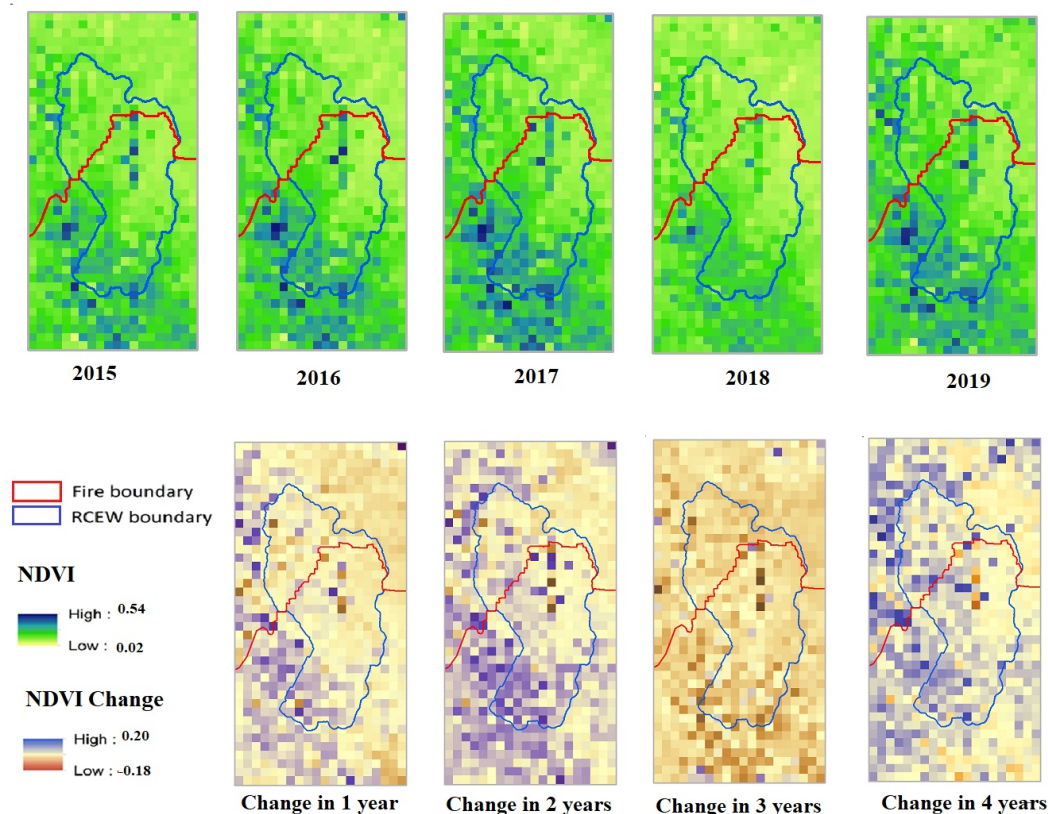 2015
2016
2017
2018
2019
Fire boundary
RCEW boundary
NDVI
High : 0.54
Low : 0.02
NDVI Change
High : 0.20
Low : -0.18
Change in 1 year
Change in 2 years
Change in 3 years
Change in 4 years